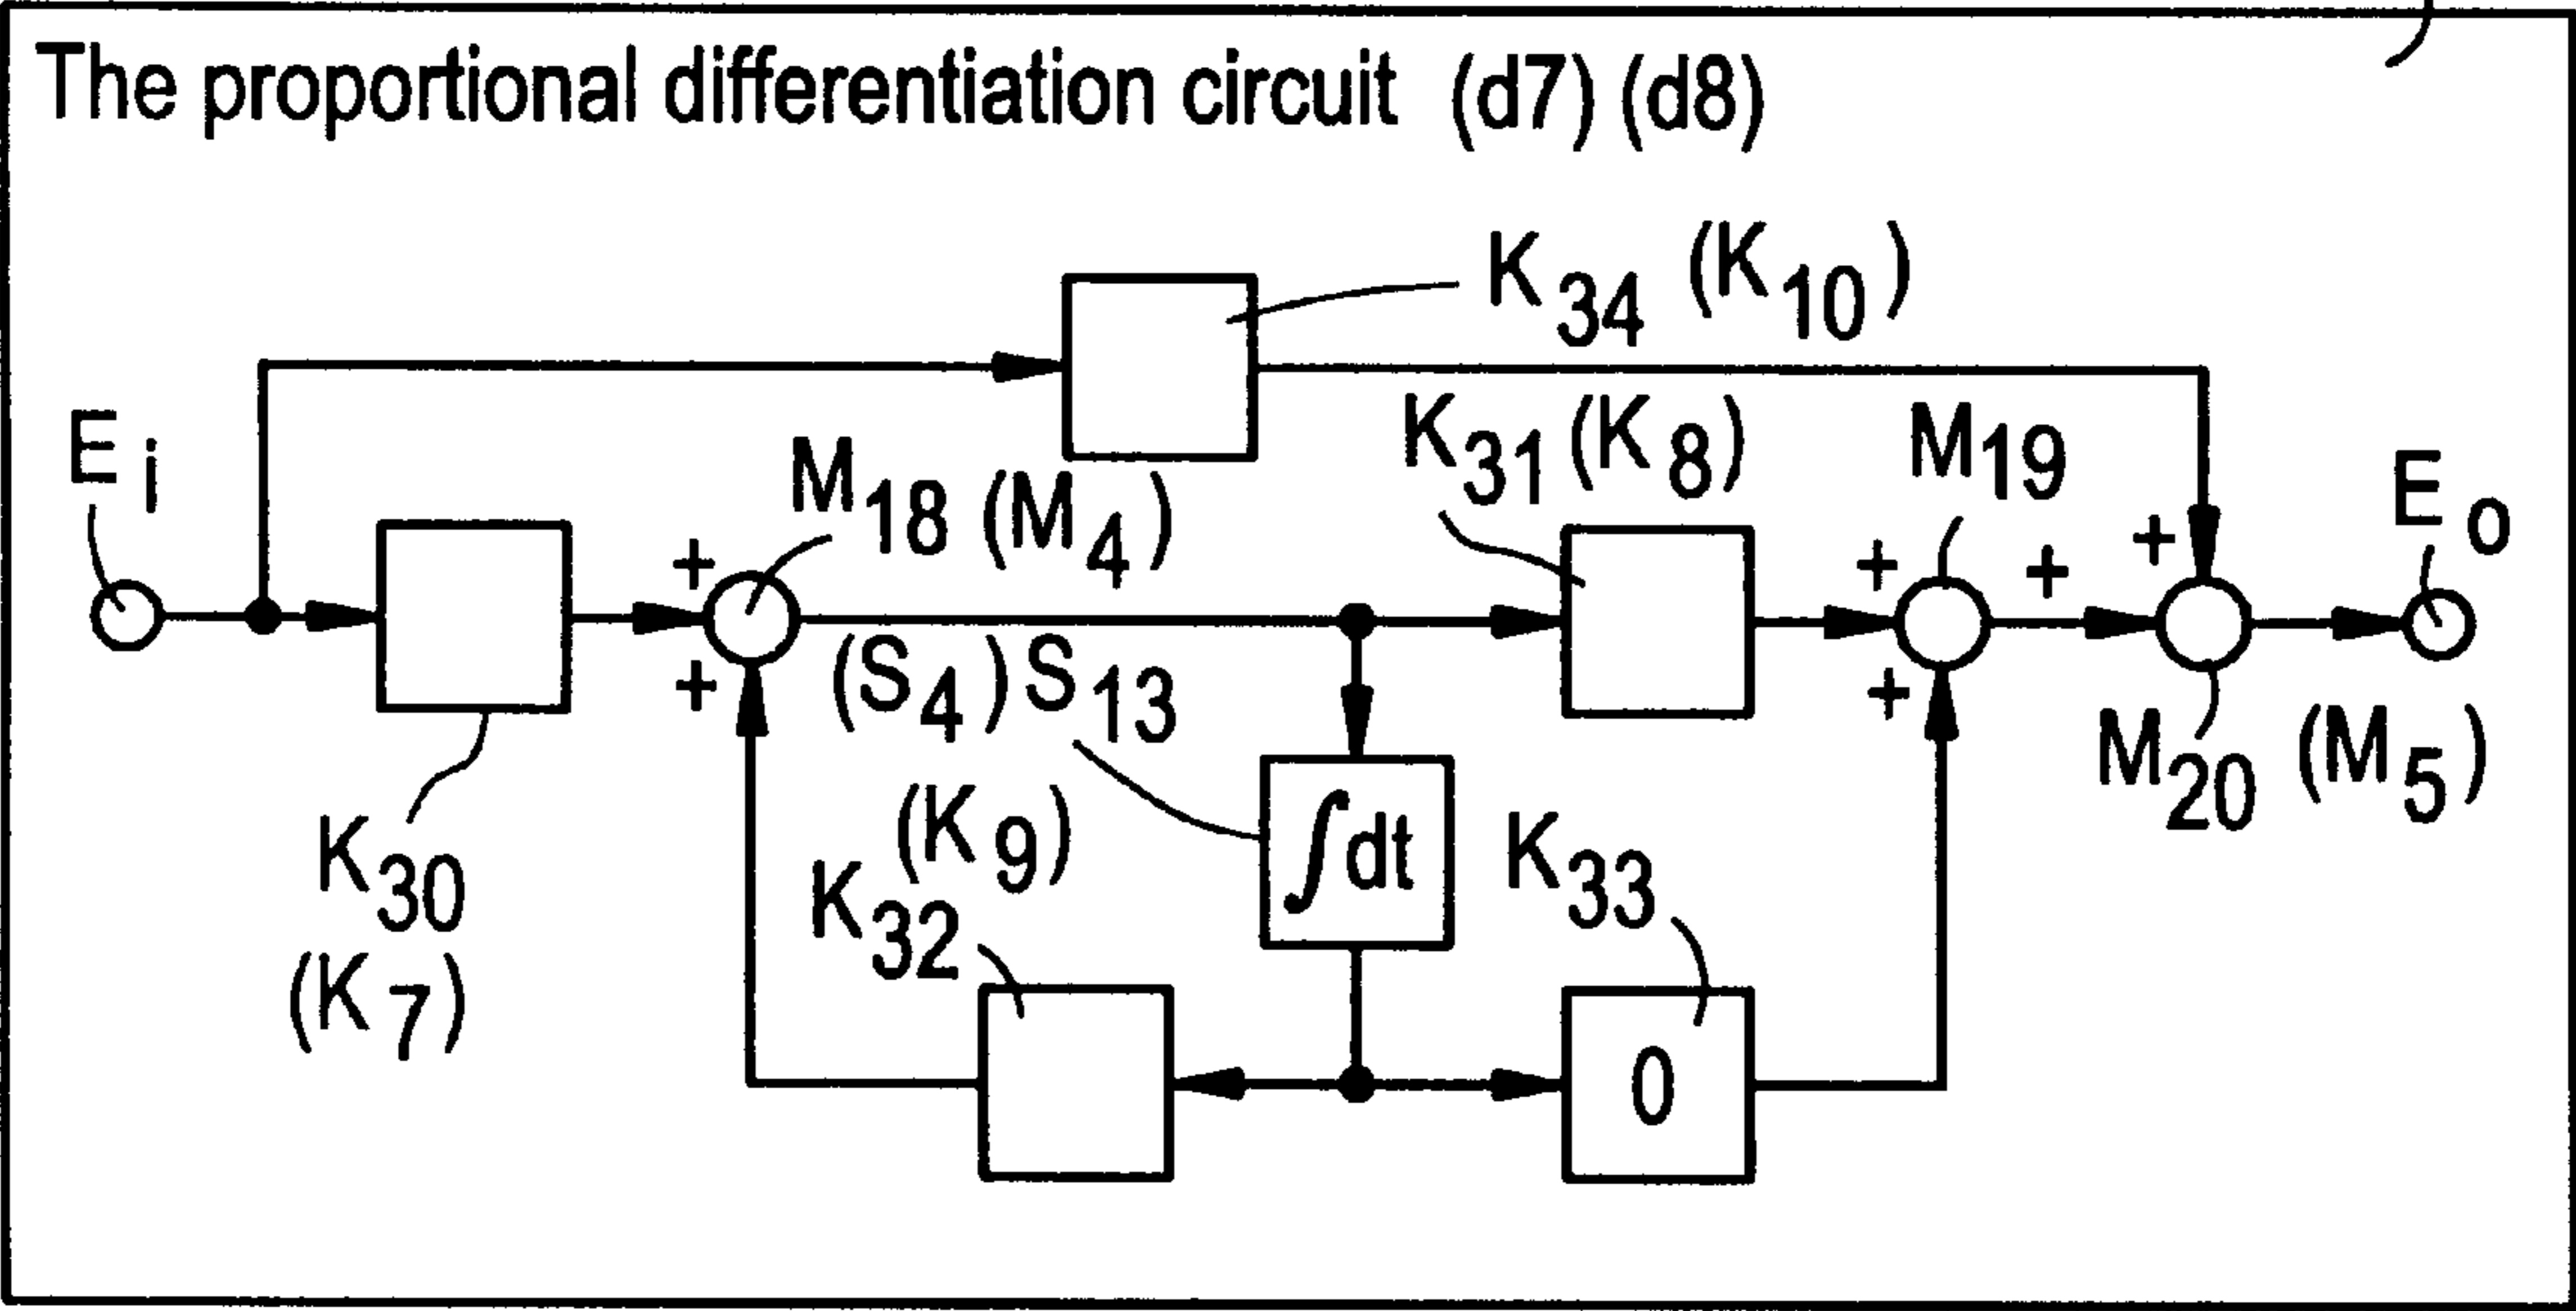 The proportional differentiation circuit (d7) (d8)
K34 (K10)
Ei
M18 (M4)
K31 (K8)
M19
Eo
+
+
+
+
+
+
(S4) S13
M20 (M5)
∫dt
K30
(K7)
(K9)
K32
K33
0